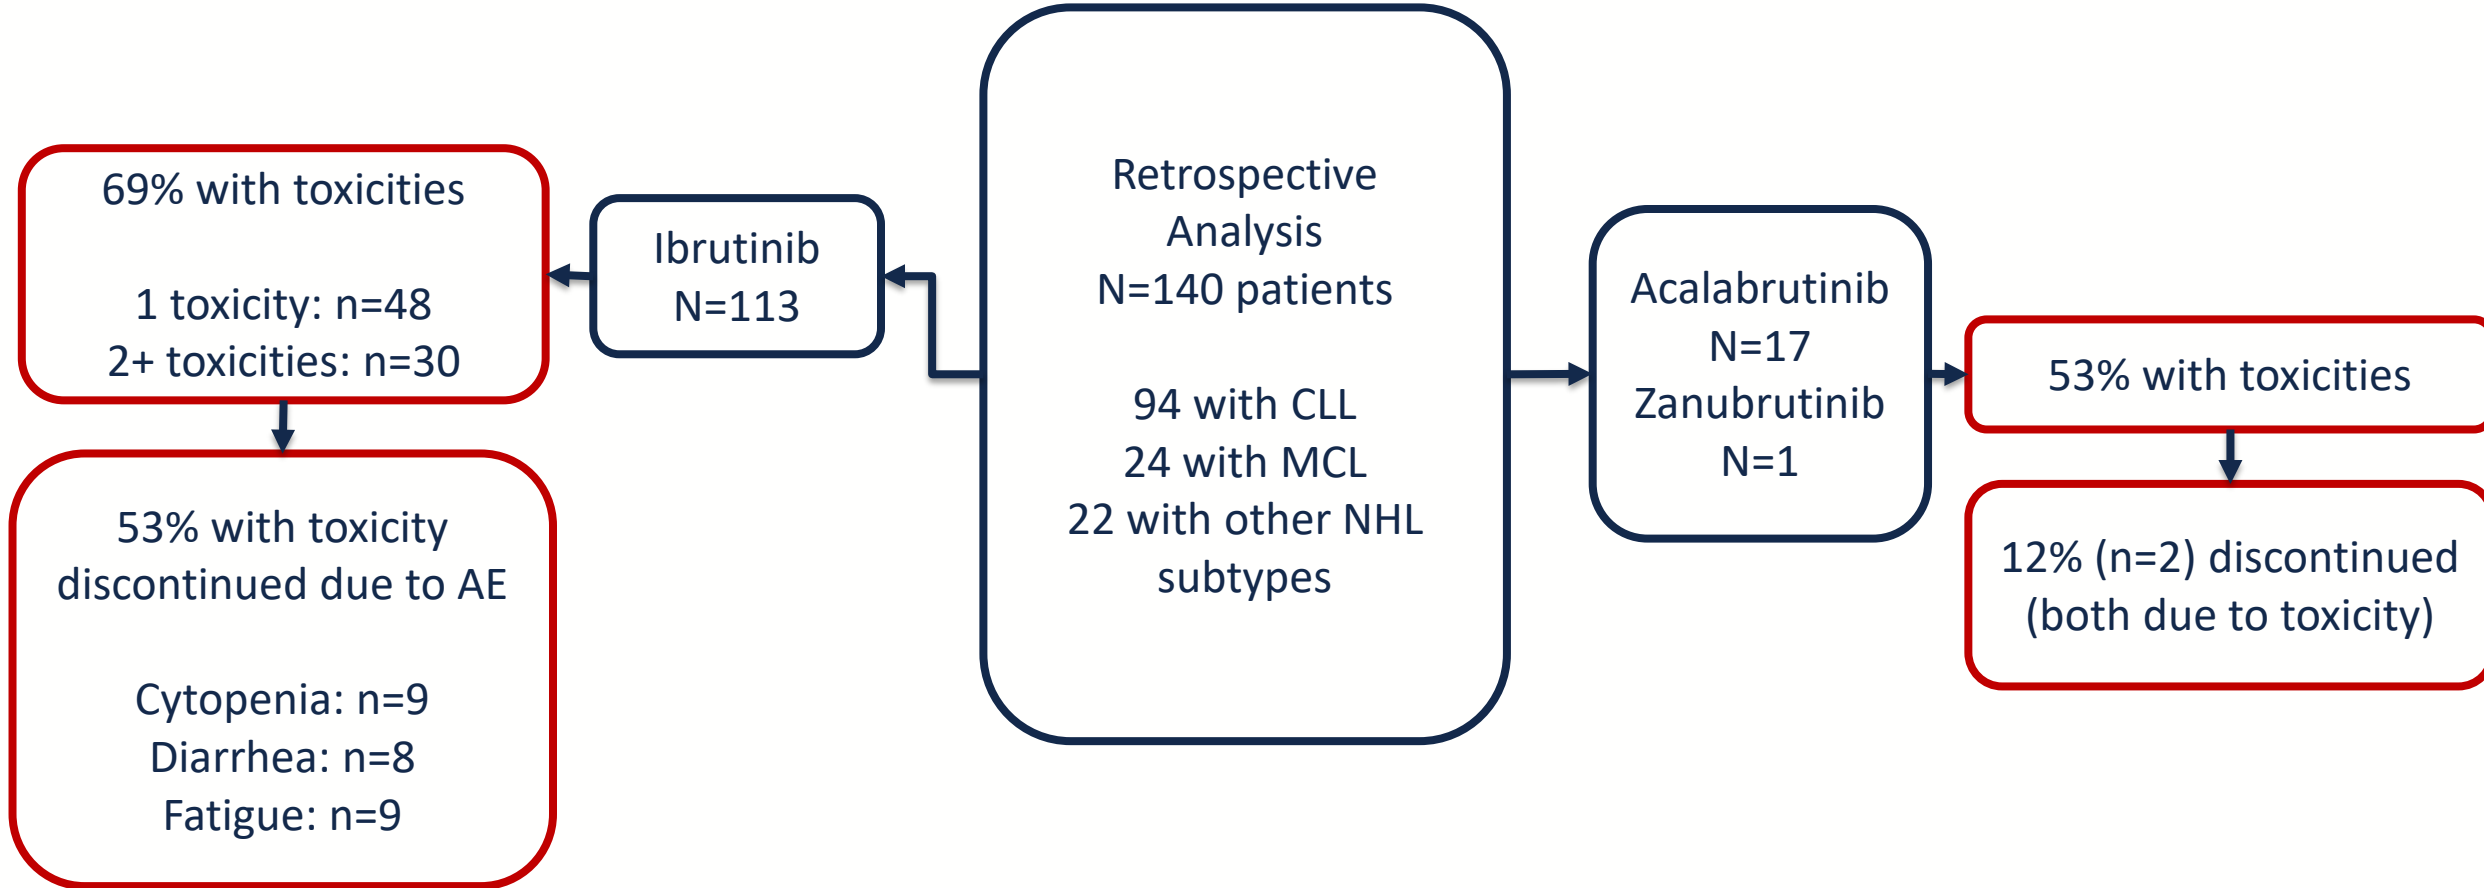 69% with toxicities
1 toxicity: n=48
2+ toxicities: n=30
53% with toxicity
discontinued due to AE
Cytopenia: n=9
Diarrhea: n=8
Fatigue: n=9
Ibrutinib
N=113
Retrospective
Analysis
N=140 patients
94 with CLL
24 with MCL
22 with other NHL
subtypes
Acalabrutinib
N=17
Zanubrutinib
N=1
53% with toxicities
12% (n=2) discontinued
(both due to toxicity)